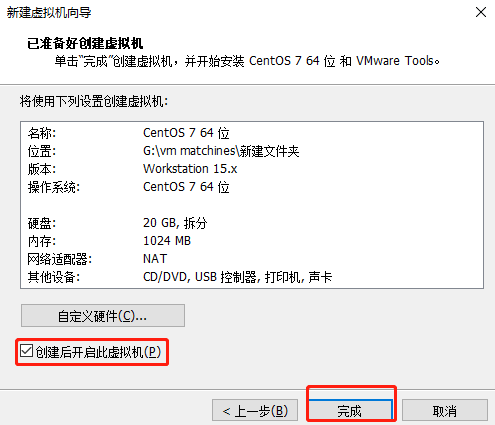 新建虚拟机向导
已准备好创建虚拟机
单击“完成”创建虚拟机，并开始安装 CentOS 7 64 位 和 VMware Tools。
将使用下列设置创建虚拟机:
名称: CentOS 7 64 位
位置: G:\vm matchines\新建文件夹
版本: Workstation 15.x
操作系统: CentOS 7 64 位
硬盘: 20 GB, 拆分
内存: 1024 MB
网络适配器: NAT
其他设备: CD/DVD, USB 控制器, 打印机, 声卡
自定义硬件(C)...
创建后开启此虚拟机(P)
< 上一步(B) 完成 取消